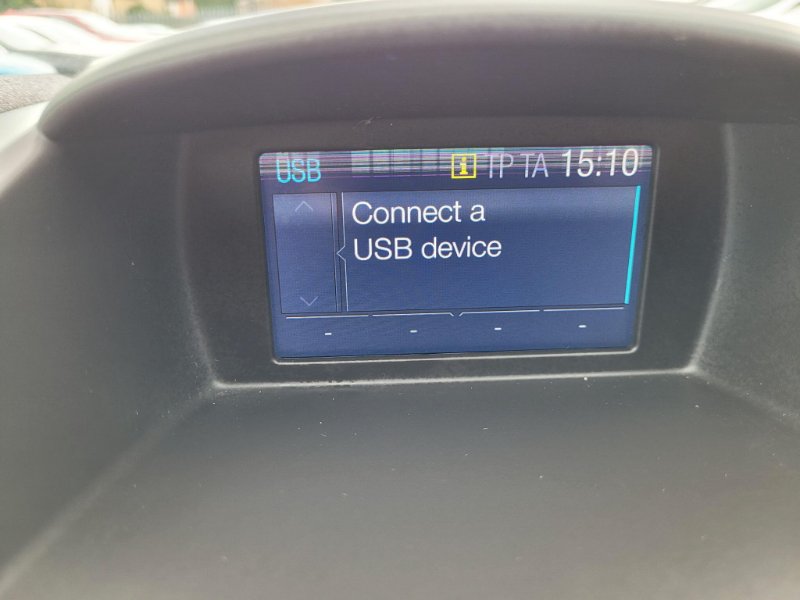 USB i TP TA 15:10
Connect a
USB device
- - - -